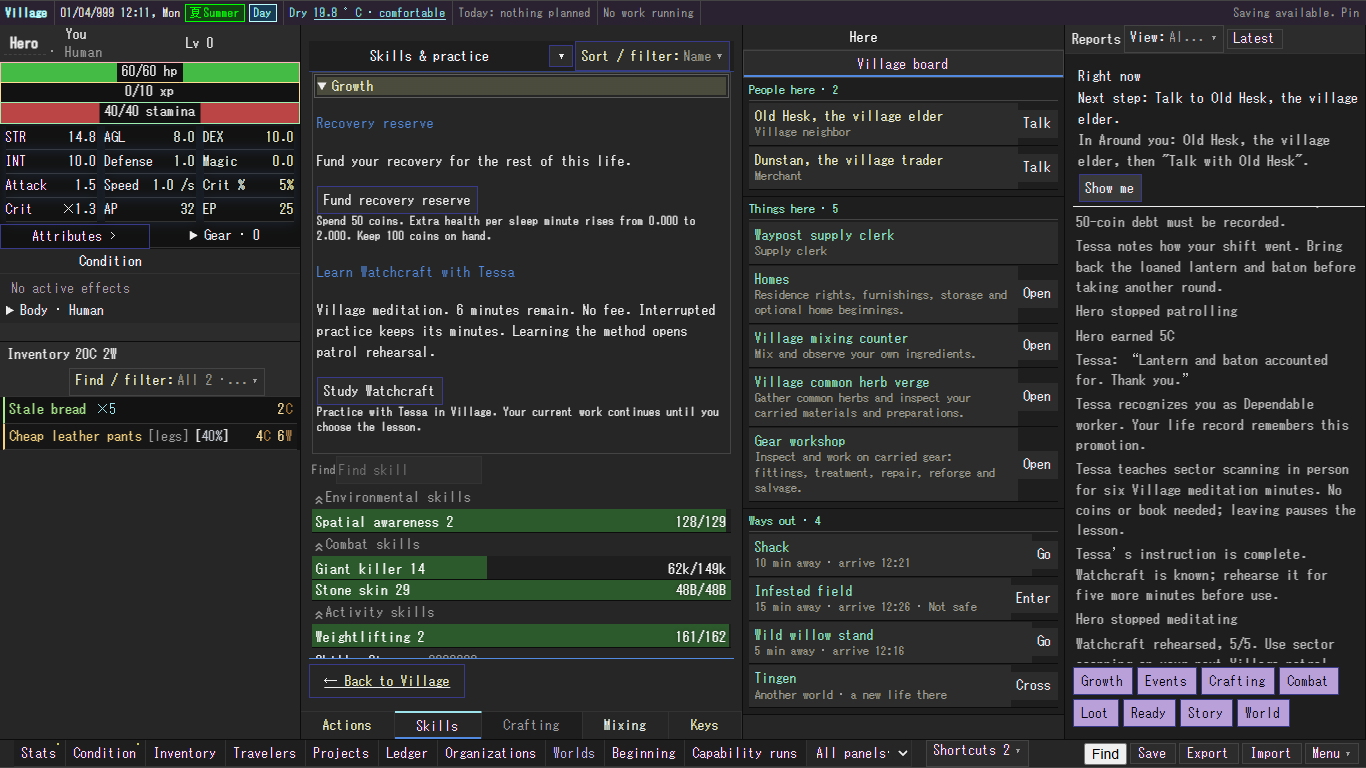 Village 01/04/999 12:11, Mon 夏Summer Day Dry 19.8 ° C · comfortable Today: nothing planned No work running Saving available. Pin
Hero You Lv 0
Human
60/60 hp
0/10 xp
40/40 stamina
STR 14.8 AGL 8.0 DEX 10.0
INT 10.0 Defense 1.0 Magic 0.0
Attack 1.5 Speed 1.0 /s Crit % 5%
Crit ×1.3 AP 32 EP 25
Attributes > ▶ Gear · 0
Condition
No active effects
▶ Body · Human
Inventory 20C 2W
Find / filter: All 2 ·... ▾
Stale bread ×5 2C
Cheap leather pants [legs] [40%] 4C 6W
Skills & practice ▾ Sort / filter: Name ▾
▼ Growth
Recovery reserve
Fund your recovery for the rest of this life.
Fund recovery reserve
Spend 50 coins. Extra health per sleep minute rises from 0.000 to
2.000. Keep 100 coins on hand.
Learn Watchcraft with Tessa
Village meditation. 6 minutes remain. No fee. Interrupted
practice keeps its minutes. Learning the method opens
patrol rehearsal.
Study Watchcraft
Practice with Tessa in Village. Your current work continues until you
choose the lesson.
Find Find skill
Environmental skills
Spatial awareness 2 128/129
Combat skills
Giant killer 14 62k/149k
Stone skin 29 48B/48B
Activity skills
Weightlifting 2 161/162
← Back to Village
Actions Skills Crafting Mixing Keys
Here
Village board
People here · 2
Old Hesk, the village elder
Village neighbor
Talk
Dunstan, the village trader
Merchant
Talk
Things here · 5
Waypost supply clerk
Supply clerk
Homes
Residence rights, furnishings, storage and
optional home beginnings.
Open
Village mixing counter
Mix and observe your own ingredients.
Open
Village common herb verge
Gather common herbs and inspect your
carried materials and preparations.
Open
Gear workshop
Inspect and work on carried gear:
fittings, treatment, repair, reforge and
salvage.
Open
Ways out · 4
Shack
10 min away · arrive 12:21
Go
Infested field
15 min away · arrive 12:26 · Not safe
Enter
Wild willow stand
5 min away · arrive 12:16
Go
Tingen
Another world · a new life there
Cross
Reports View: Al... ▾ Latest
Right now
Next step: Talk to Old Hesk, the village
elder.
In Around you: Old Hesk, the village
elder, then "Talk with Old Hesk".
Show me
50-coin debt must be recorded.
Tessa notes how your shift went. Bring
back the loaned lantern and baton before
taking another round.
Hero stopped patrolling
Hero earned 5C
Tessa: “Lantern and baton accounted
for. Thank you.”
Tessa recognizes you as Dependable
worker. Your life record remembers this
promotion.
Tessa teaches sector scanning in person
for six Village meditation minutes. No
coins or book needed; leaving pauses the
lesson.
Tessa's instruction is complete.
Watchcraft is known; rehearse it for
five more minutes before use.
Hero stopped meditating
Watchcraft rehearsed, 5/5. Use sector
Growth Events Crafting Combat
Loot Ready Story World
Stats Condition Inventory Travelers Projects Ledger Organizations Worlds Beginning Capability runs All panels Shortcuts 2 ▾ Find Save Export Import Menu ▾